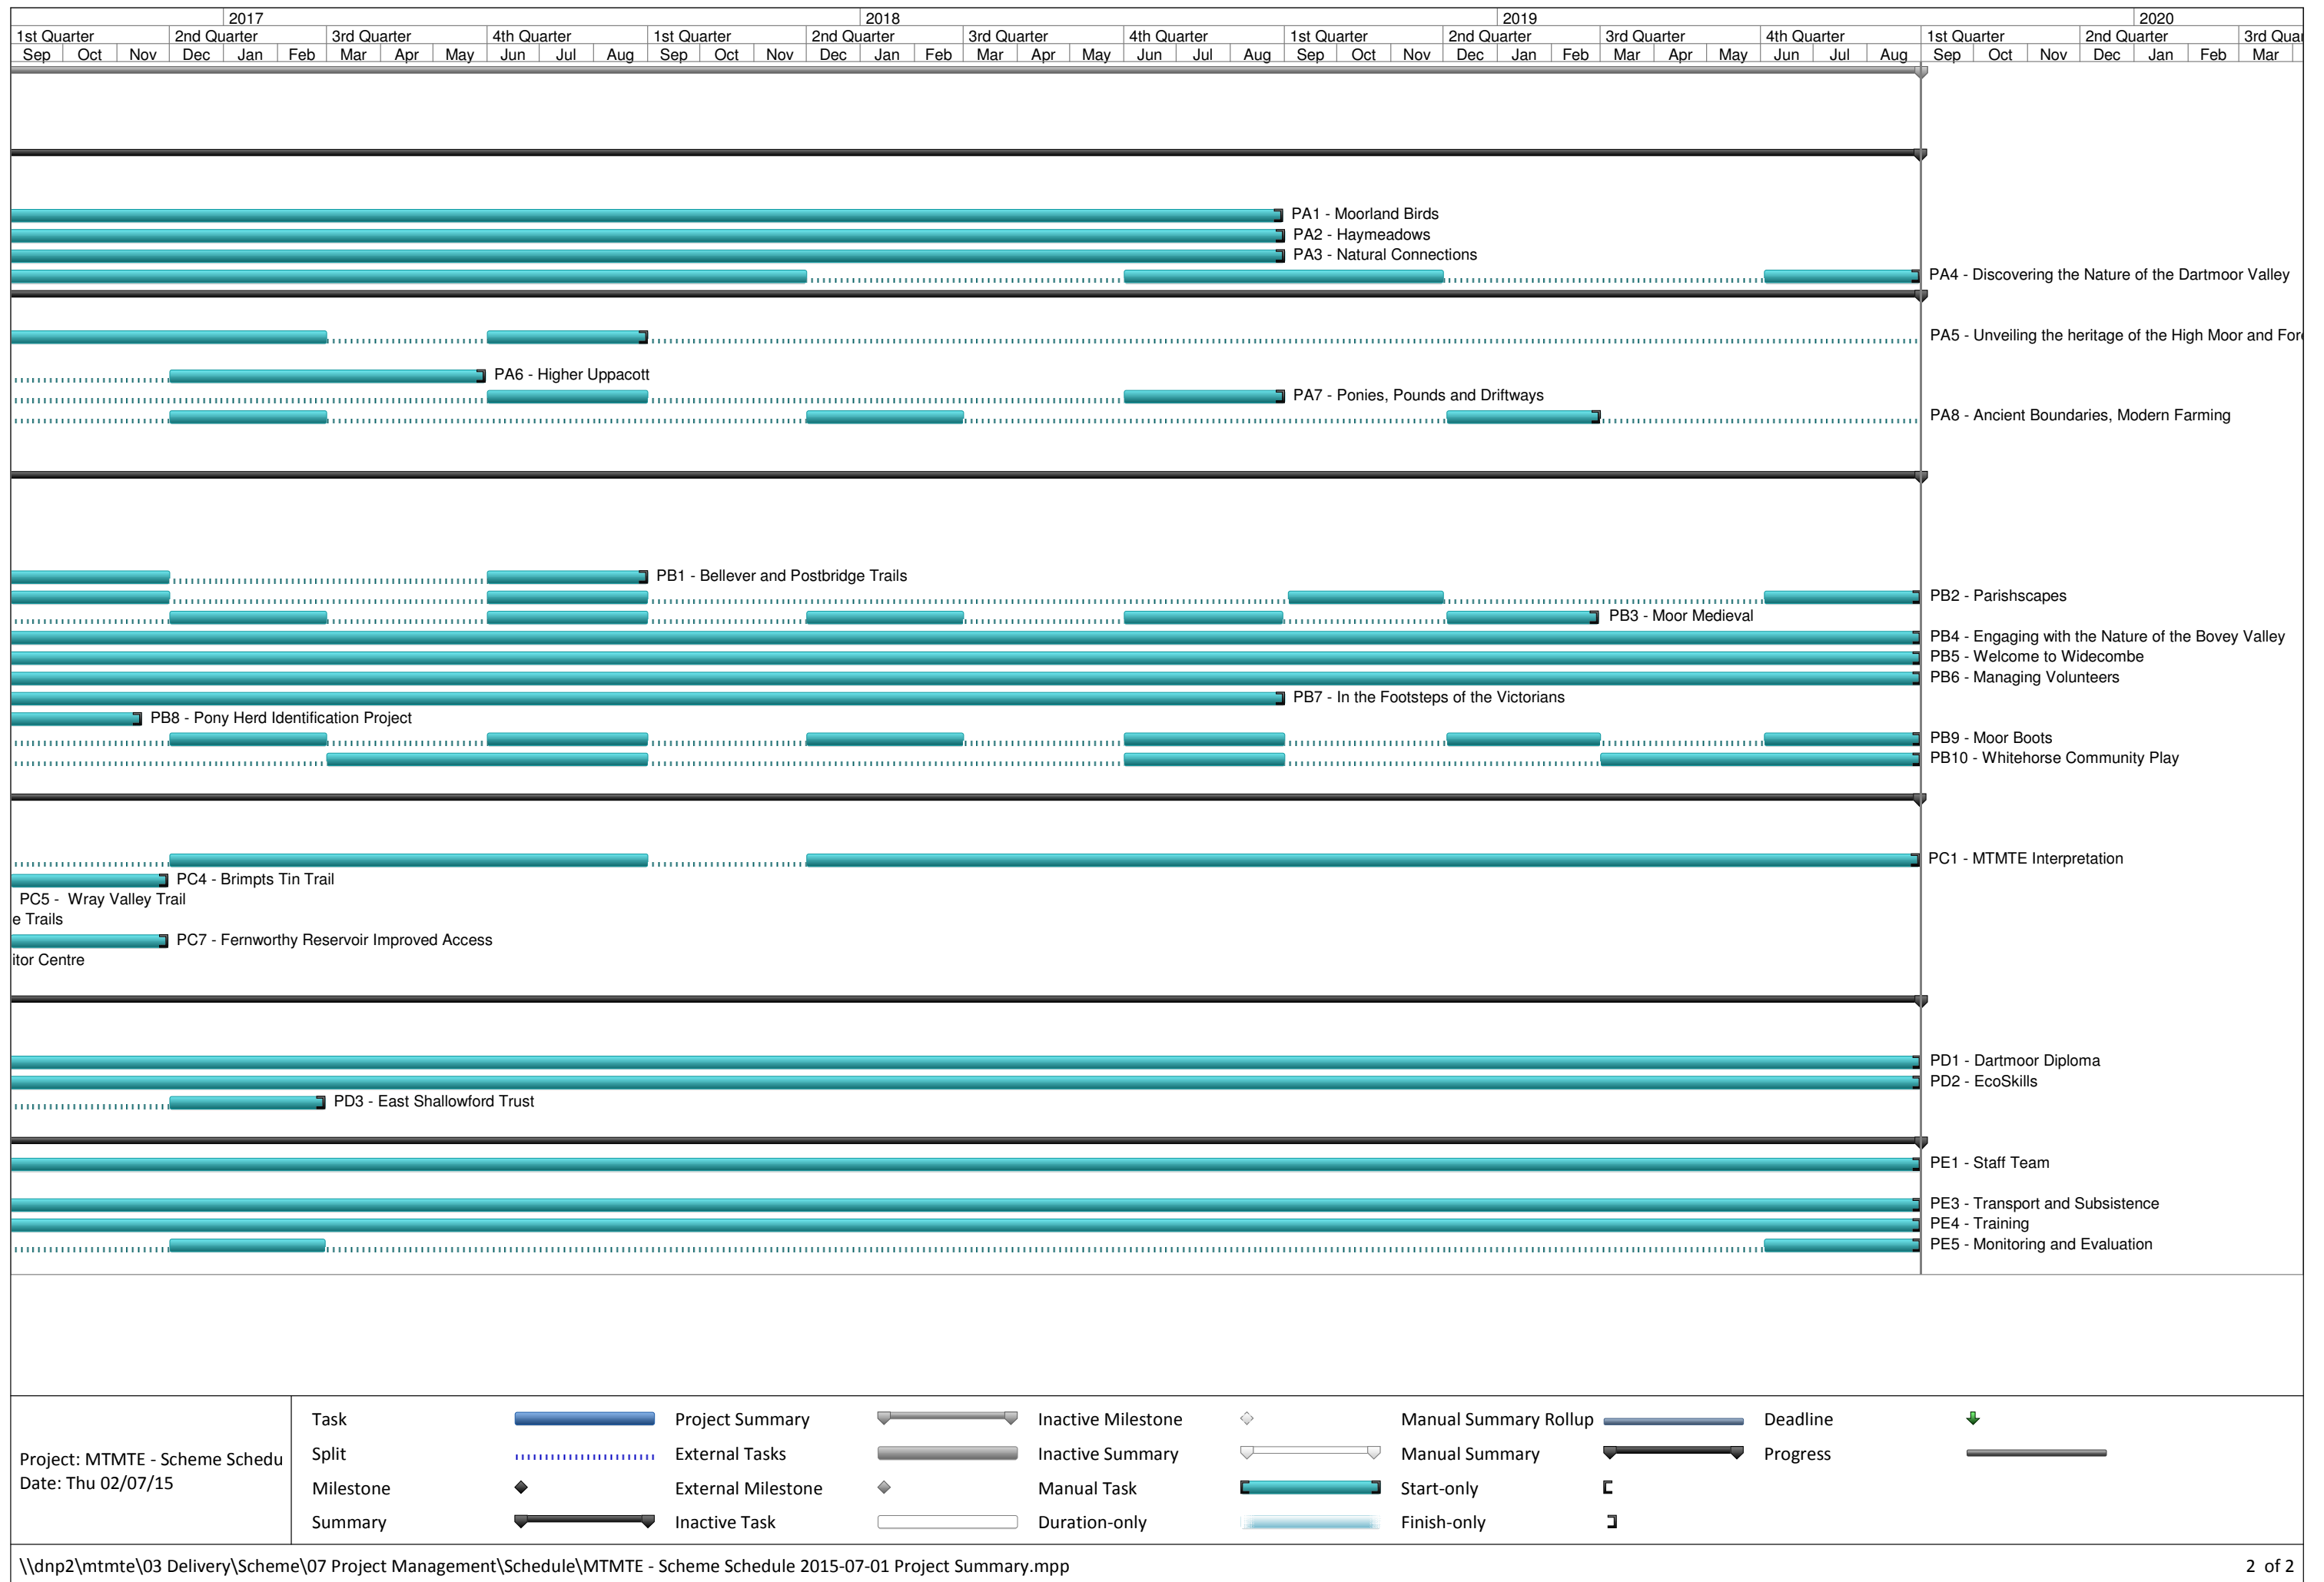 2017 2018 2019 2020
1st Quarter 2nd Quarter 3rd Quarter 4th Quarter 1st Quarter 2nd Quarter 3rd Quarter 4th Quarter 1st Quarter 2nd Quarter 3rd Quarter 4th Quarter 1st Quarter 2nd Quarter 3rd Qua
Sep Oct Nov Dec Jan Feb Mar Apr May Jun Jul Aug Sep Oct Nov Dec Jan Feb Mar Apr May Jun Jul Aug Sep Oct Nov Dec Jan Feb Mar Apr May Jun Jul Aug Sep Oct Nov Dec Jan Feb Mar
PA1 - Moorland Birds
PA2 - Haymeadows
PA3 - Natural Connections
PA4 - Discovering the Nature of the Dartmoor Valley
PA5 - Unveiling the heritage of the High Moor and For
PA6 - Higher Uppacott
PA7 - Ponies, Pounds and Driftways
PA8 - Ancient Boundaries, Modern Farming
PB1 - Bellever and Postbridge Trails
PB2 - Parishscapes
PB3 - Moor Medieval
PB4 - Engaging with the Nature of the Bovey Valley
PB5 - Welcome to Widecombe
PB6 - Managing Volunteers
PB7 - In the Footsteps of the Victorians
PB8 - Pony Herd Identification Project
PB9 - Moor Boots
PB10 - Whitehorse Community Play
PC1 - MTMTE Interpretation
PC4 - Brimpts Tin Trail
PC5 - Wray Valley Trail
e Trails
PC7 - Fernworthy Reservoir Improved Access
itor Centre
PD1 - Dartmoor Diploma
PD2 - EcoSkills
PD3 - East Shallowford Trust
PE1 - Staff Team
PE3 - Transport and Subsistence
PE4 - Training
PE5 - Monitoring and Evaluation
Project: MTMTE - Scheme Schedu
Date: Thu 02/07/15
Task Project Summary Inactive Milestone Manual Summary Rollup Deadline
Split External Tasks Inactive Summary Manual Summary Progress
Milestone External Milestone Manual Task Start-only
Summary Inactive Task Duration-only Finish-only
\\dnp2\mtmte\03 Delivery\Scheme\07 Project Management\Schedule\MTMTE - Scheme Schedule 2015-07-01 Project Summary.mpp 2 of 2